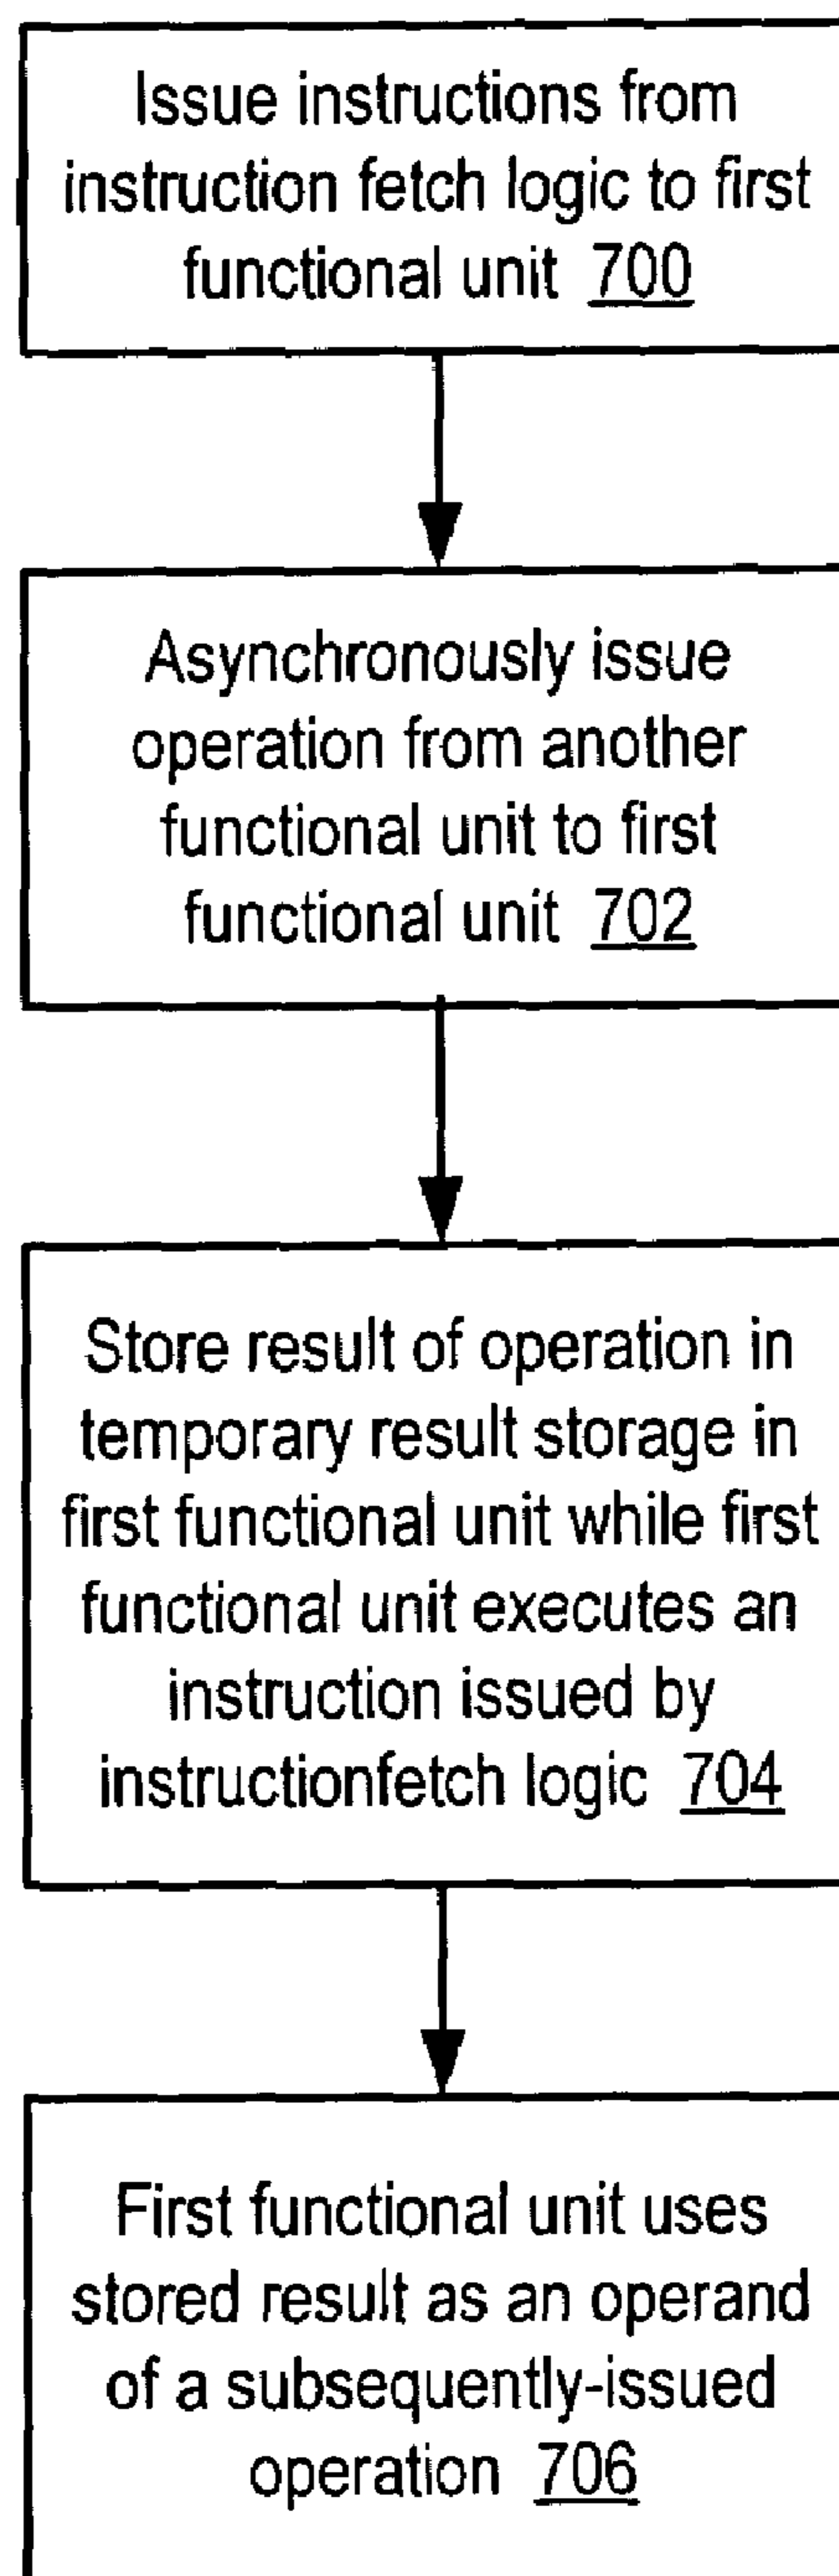 Issue instructions from
instruction fetch logic to first
functional unit 700
Asynchronously issue
operation from another
functional unit to first
functional unit 702
Store result of operation in
temporary result storage in
first functional unit while first
functional unit executes an
instruction issued by
instructionfetch logic 704
First functional unit uses
stored result as an operand
of a subsequently-issued
operation 706